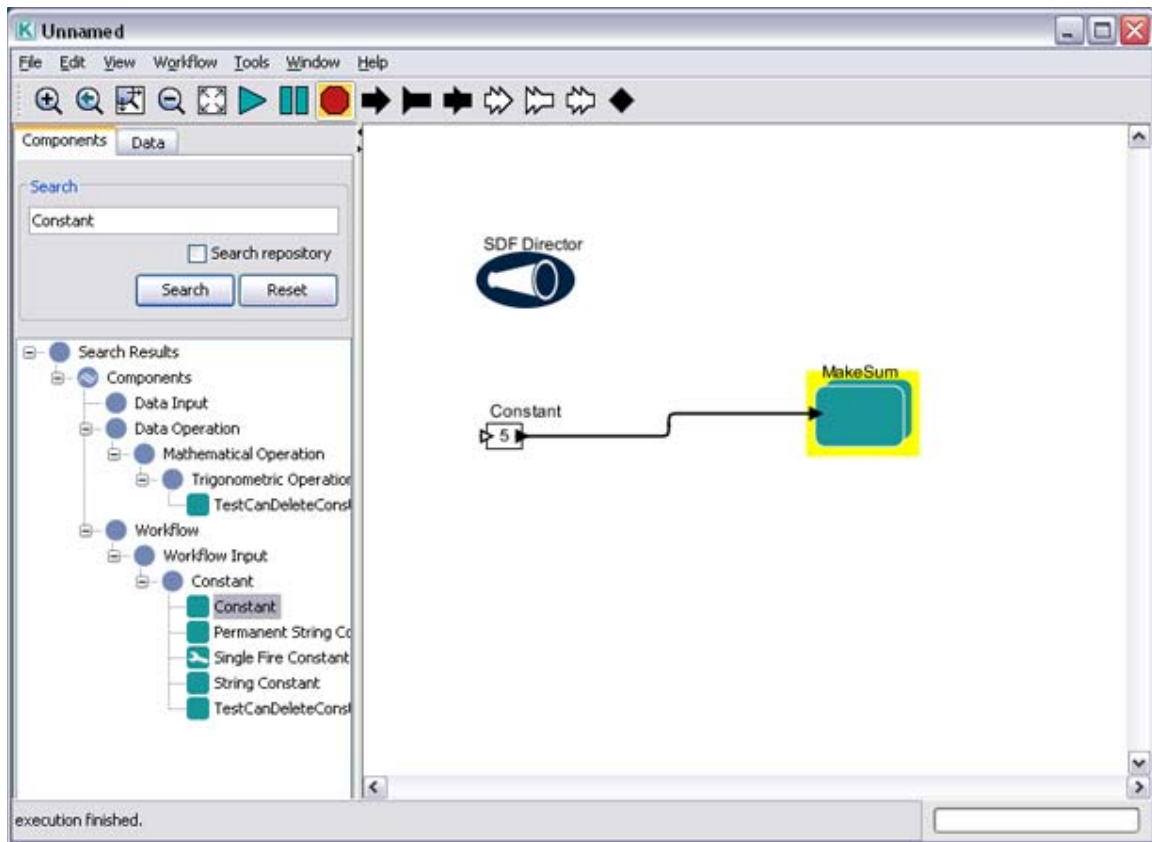 Unnamed
File Edit View Workflow Tools Window Help
Components Data
Search
Constant
Search repository
Search Reset
Search Results
Components
Data Input
Data Operation
Mathematical Operation
Trigonometric Operation
TestCanDeleteConst
Workflow
Workflow Input
Constant
Constant
Permanent String Co
Single Fire Constant
String Constant
TestCanDeleteConst
SDF Director
MakeSum
Constant
5
execution finished.